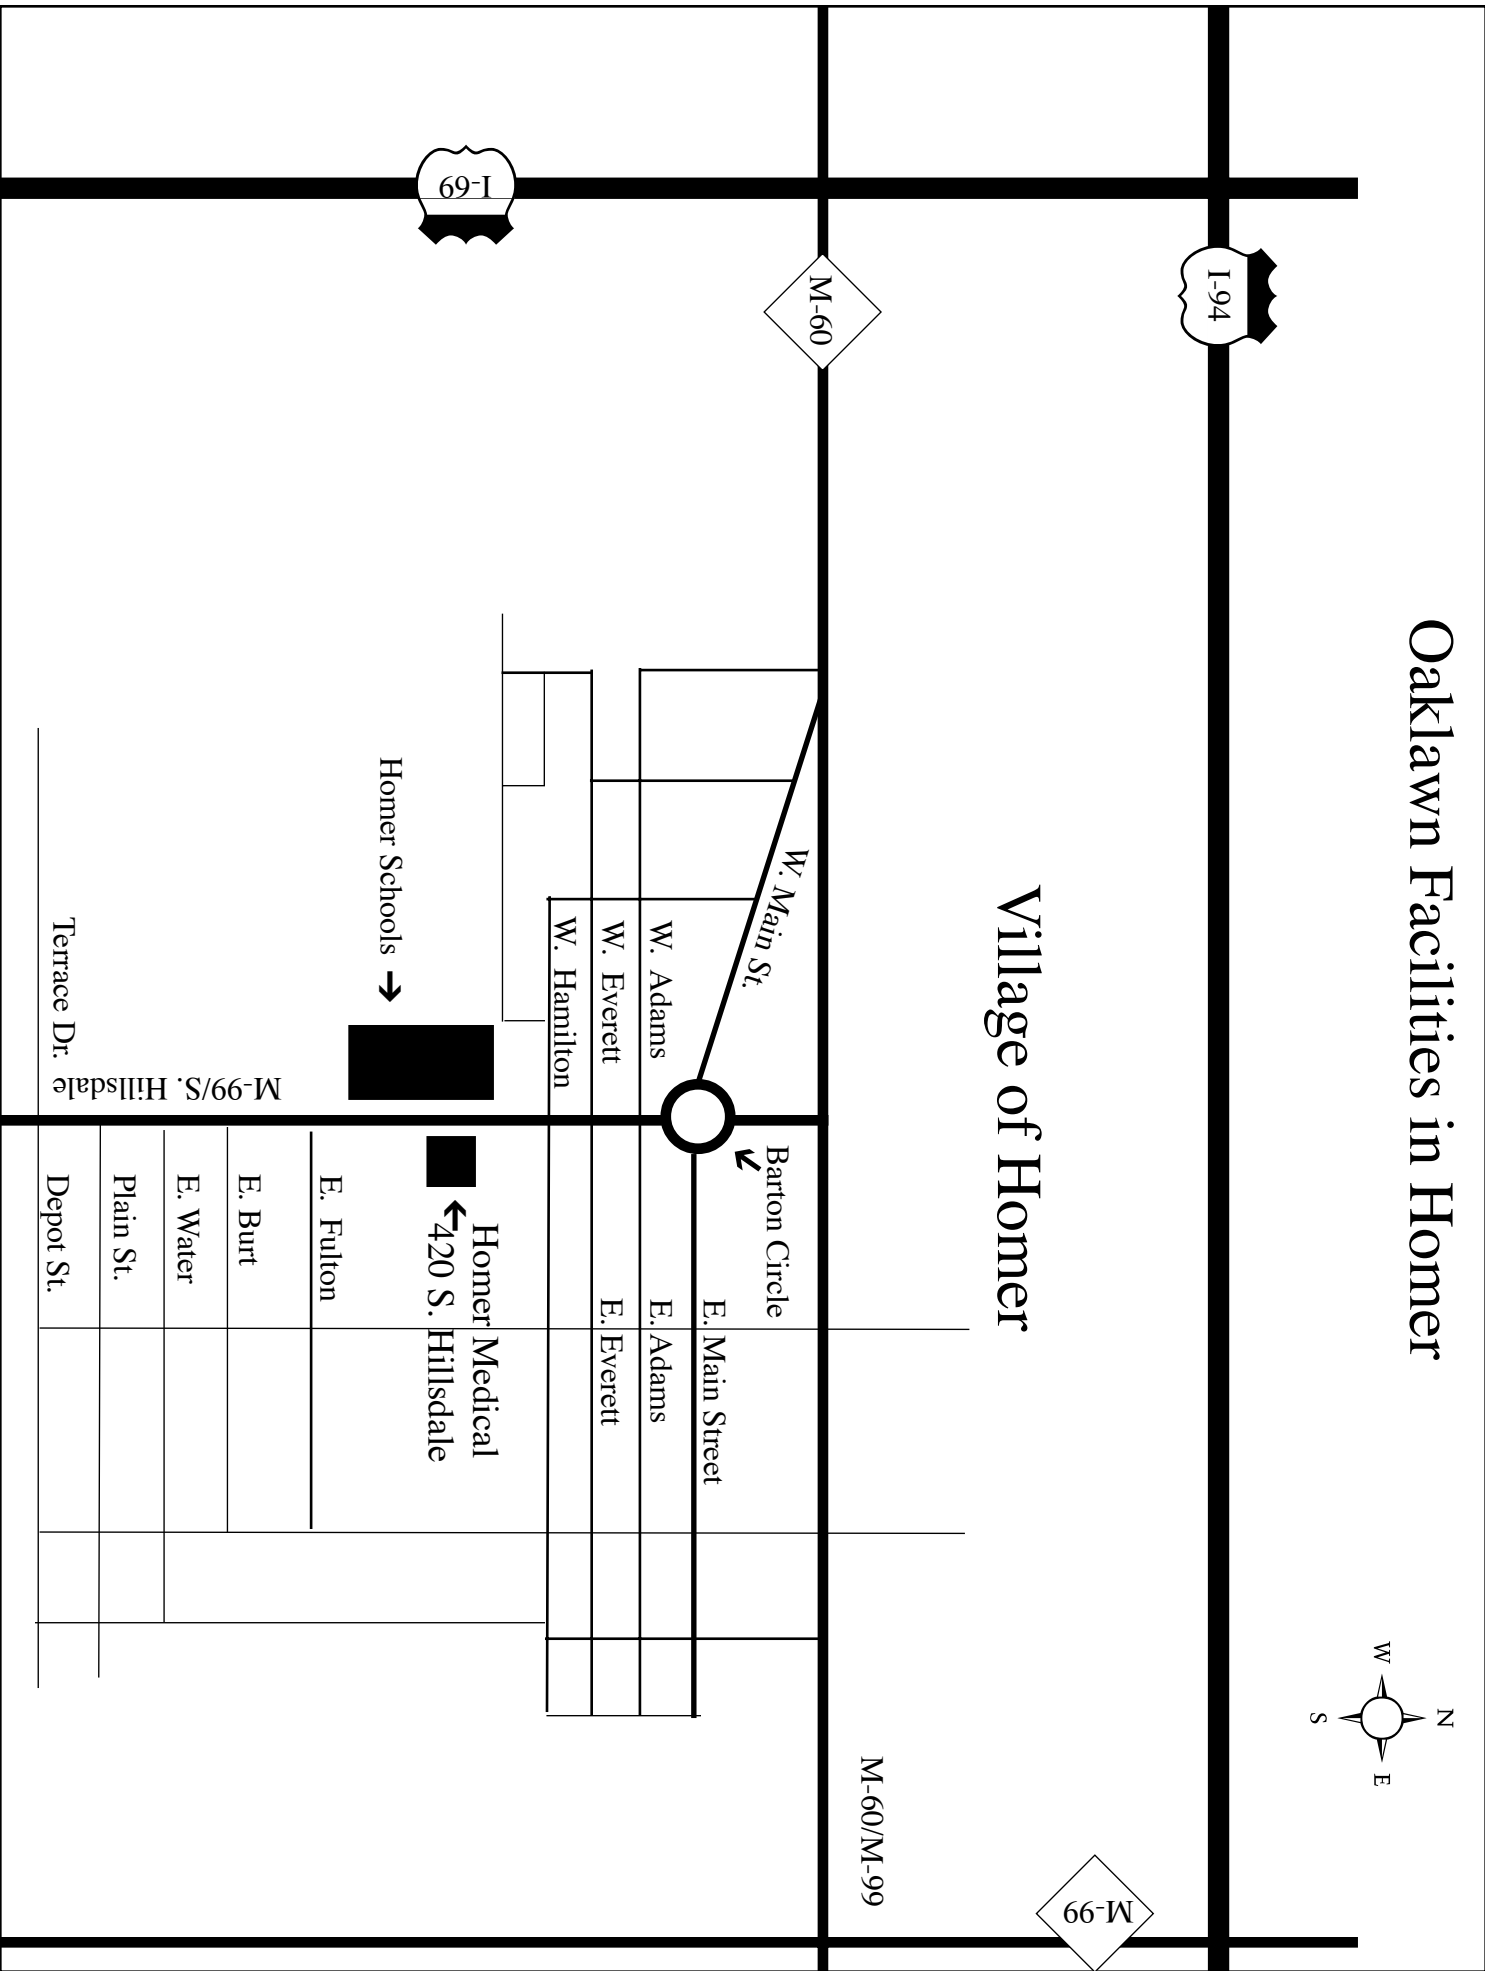 Oaklawn Facilities in Homer
N
W
E
S
I-94
M-99
Village of Homer
M-60/M-99
M-60
Barton Circle
W. Main St.
E. Main Street
W. Adams
E. Adams
W. Everett
E. Everett
W. Hamilton
I-69
Homer Medical
420 S. Hillsdale
Homer Schools
E. Fulton
E. Burt
M-99/S. Hillsdale
E. Water
Plain St.
Terrace Dr.
Depot St.